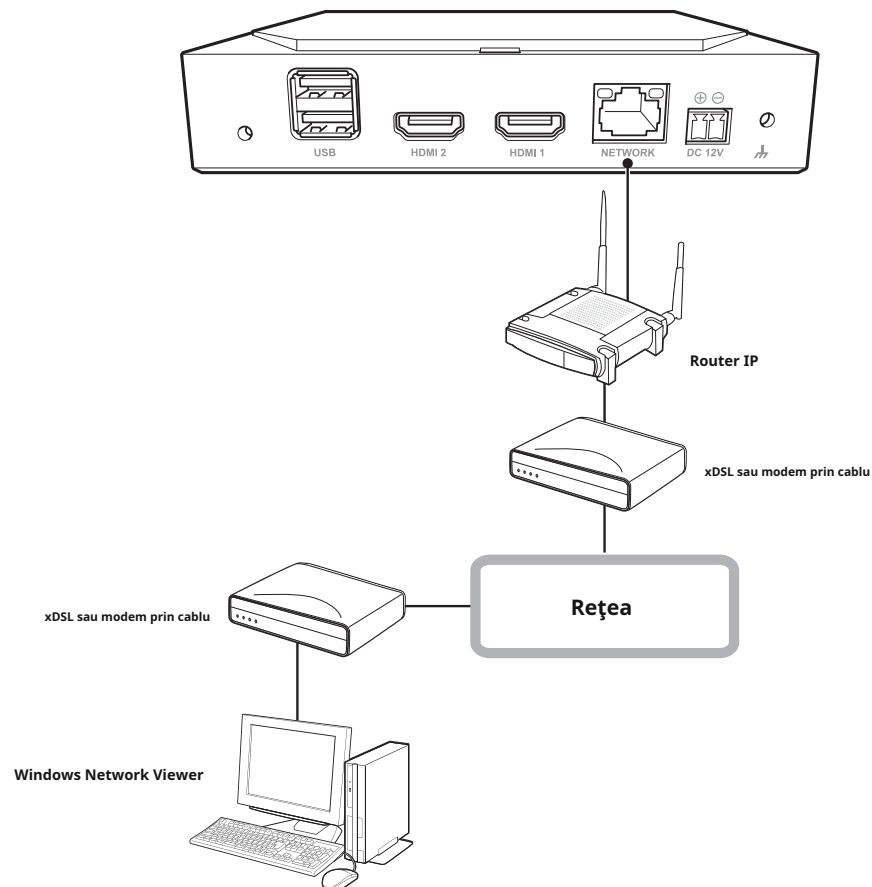 USB HDMI 2 HDMI 1 NETWORK DC 12V
Router IP
xDSL sau modem prin cablu
Reţea
xDSL sau modem prin cablu
Windows Network Viewer